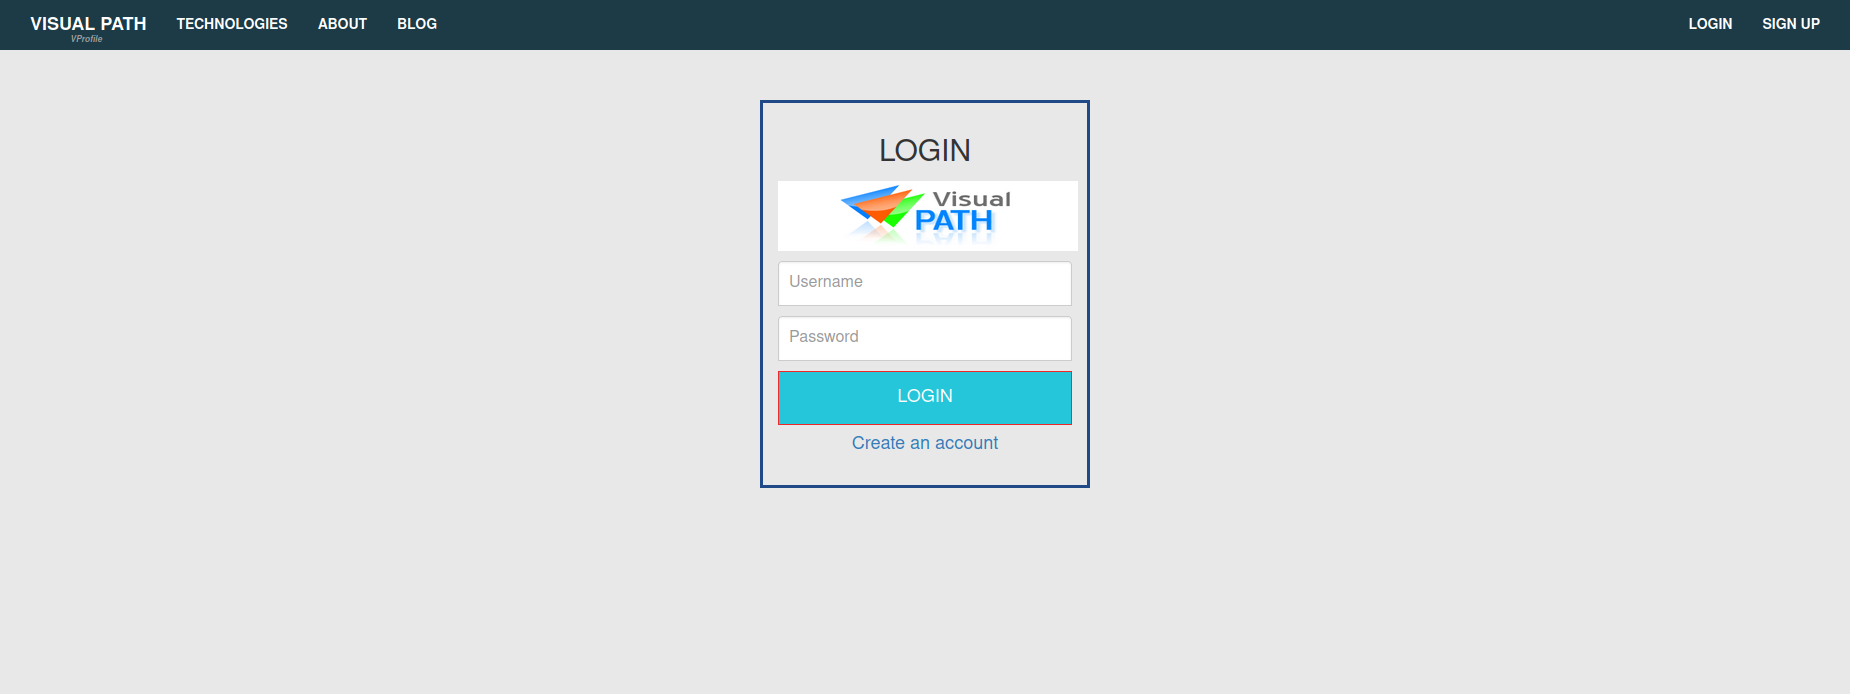 VISUAL PATH TECHNOLOGIES ABOUT BLOG LOGIN SIGN UP
VProfile
LOGIN
Visual
PATH
Username
Password
LOGIN
Create an account